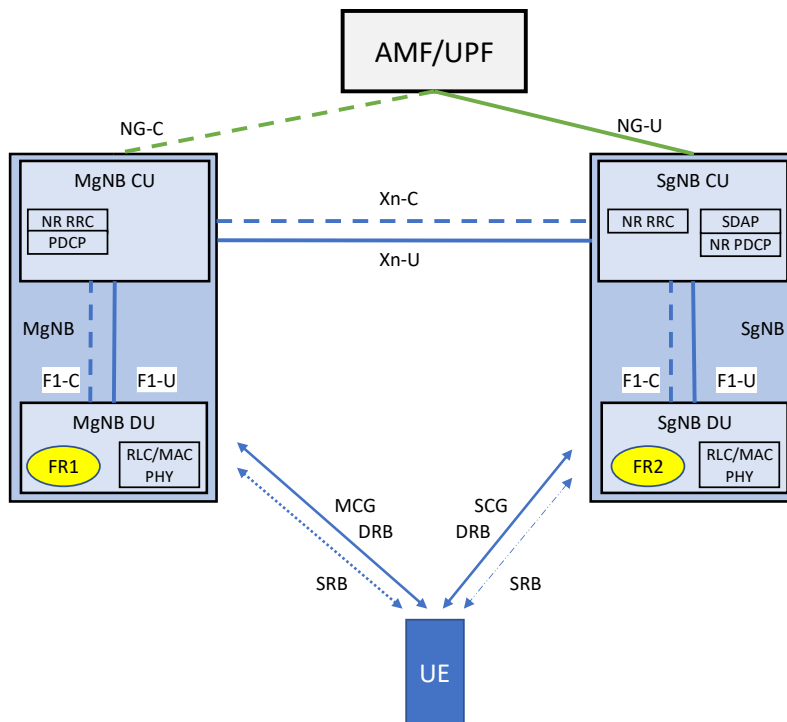 AMF/UPF
NG-C
NG-U
MgNB CU
NR RRC
PDCP
Xn-C
Xn-U
SgNB CU
NR RRC
SDAP
NR PDCP
MgNB
F1-C
F1-U
SgNB
F1-C
F1-U
MgNB DU
FR1
RLC/MAC
PHY
SgNB DU
FR2
RLC/MAC
PHY
MCG
DRB
SCG
DRB
SRB
SRB
UE